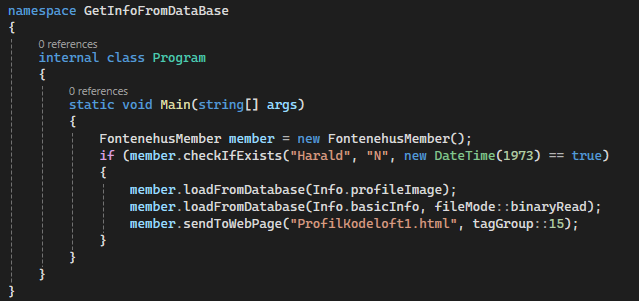 namespace GetInfoFromDataBase
{
0 references
internal class Program
{
0 references
static void Main(string[] args)
{
FontenehusMember member = new FontenehusMember();
if (member.checkIfExists("Harald", "N", new DateTime(1973) == true)
{
member.loadFromDatabase(Info.profileImage);
member.loadFromDatabase(Info.basicInfo, fileMode::binaryRead);
member.sendToWebPage("ProfilKodeloft1.html", tagGroup::15);
}
}
}
}